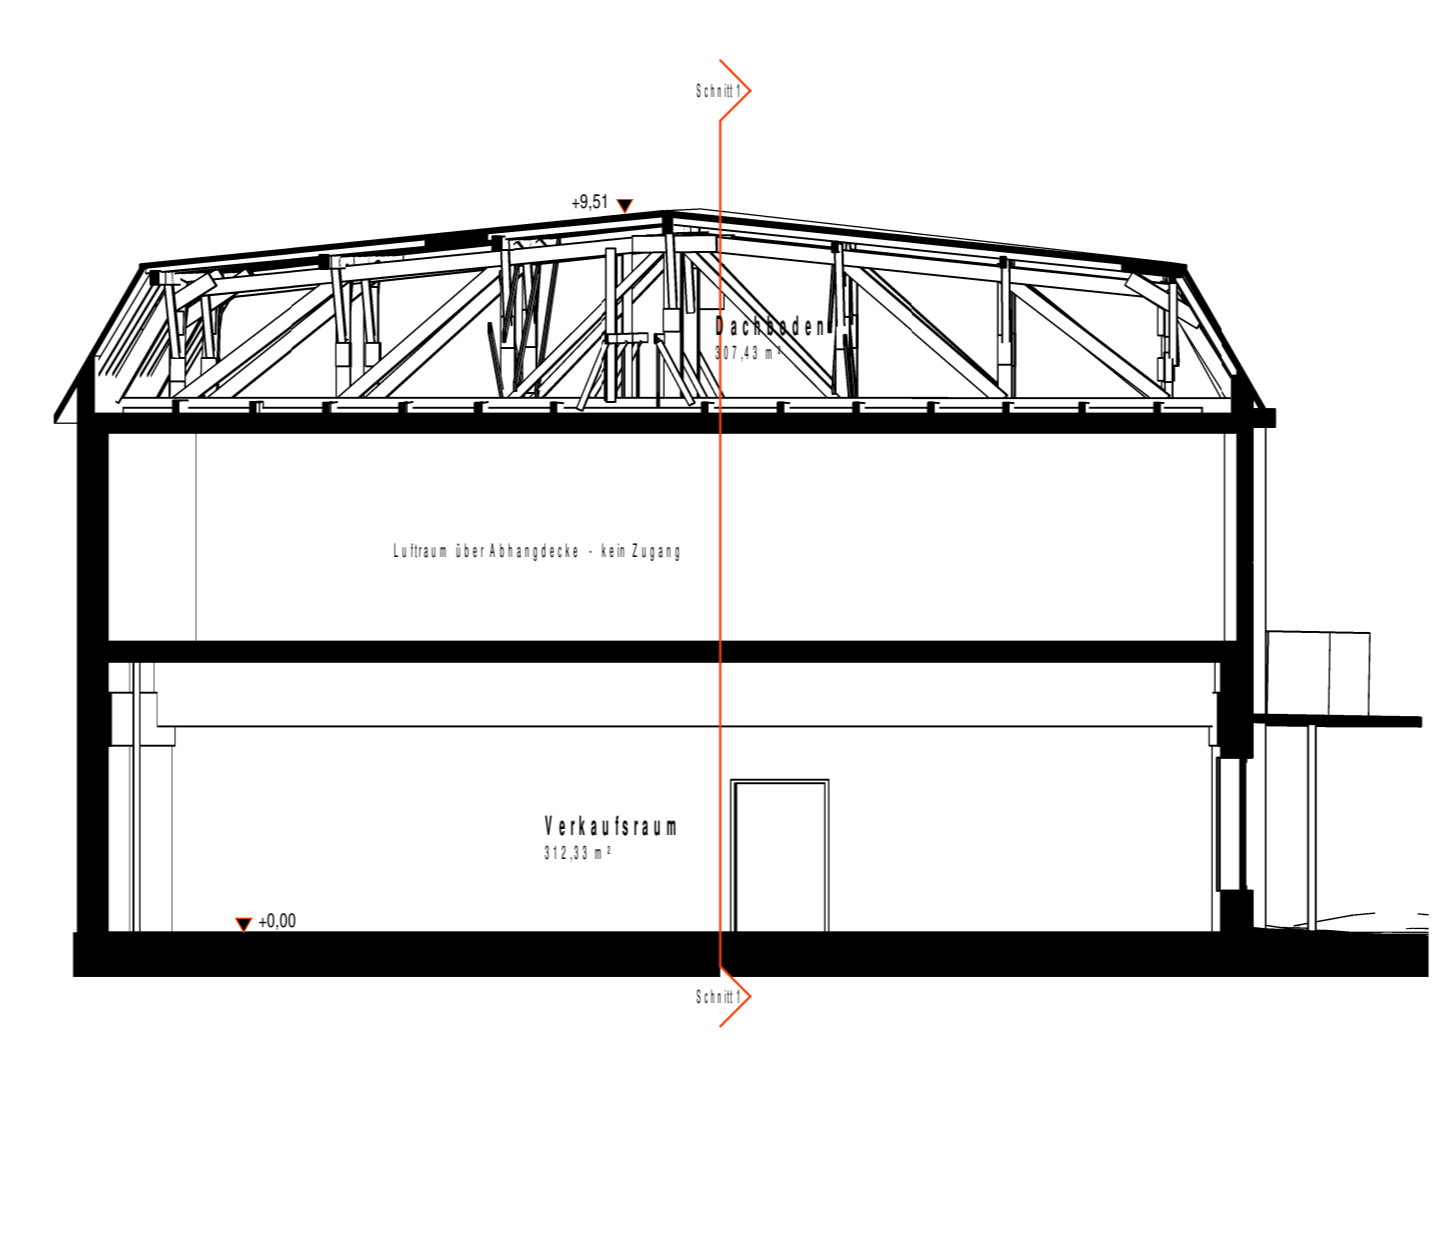 Schnitt 1
+9,51
Dachboden
307,43 m²
Luftraum über Abhangdecke - kein Zugang
Verkaufsraum
312,33 m²
+0,00
Schnitt 1